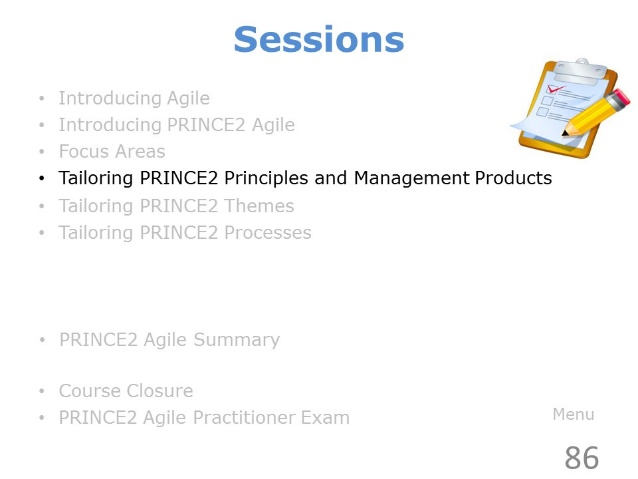 Sessions
• Introducing Agile
• Introducing PRINCE2 Agile
• Focus Areas
• Tailoring PRINCE2 Principles and Management Products
• Tailoring PRINCE2 Themes
• Tailoring PRINCE2 Processes
• PRINCE2 Agile Summary
• Course Closure
• PRINCE2 Agile Practitioner Exam
Menu
86